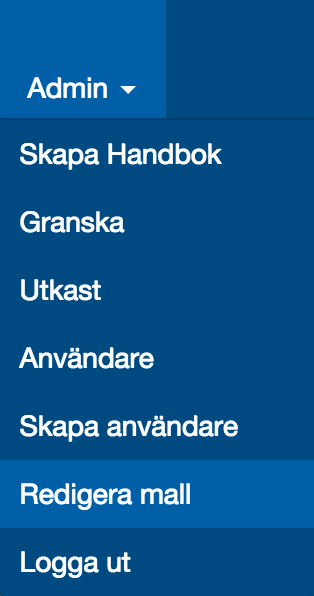 Admin
Skapa Handbok
Granska
Utkast
Användare
Skapa användare
Redigera mall
Logga ut